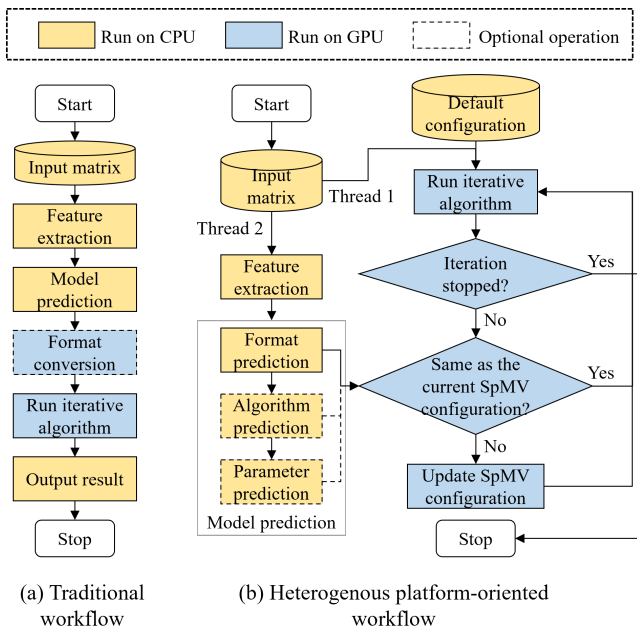 Run on CPU
Run on GPU
Optional operation
Start
Input matrix
Feature
extraction
Model
prediction
Format
conversion
Run iterative
algorithm
Output result
Stop
(a) Traditional
workflow
Start
Input
matrix
Thread 1
Thread 2
Feature
extraction
Format
prediction
Algorithm
prediction
Parameter
prediction
Model prediction
Default
configuration
Run iterative
algorithm
Iteration
stopped?
Yes
No
Same as the
current SpMV
configuration?
Yes
No
Update SpMV
configuration
Stop
(b) Heterogenous platform-oriented
workflow